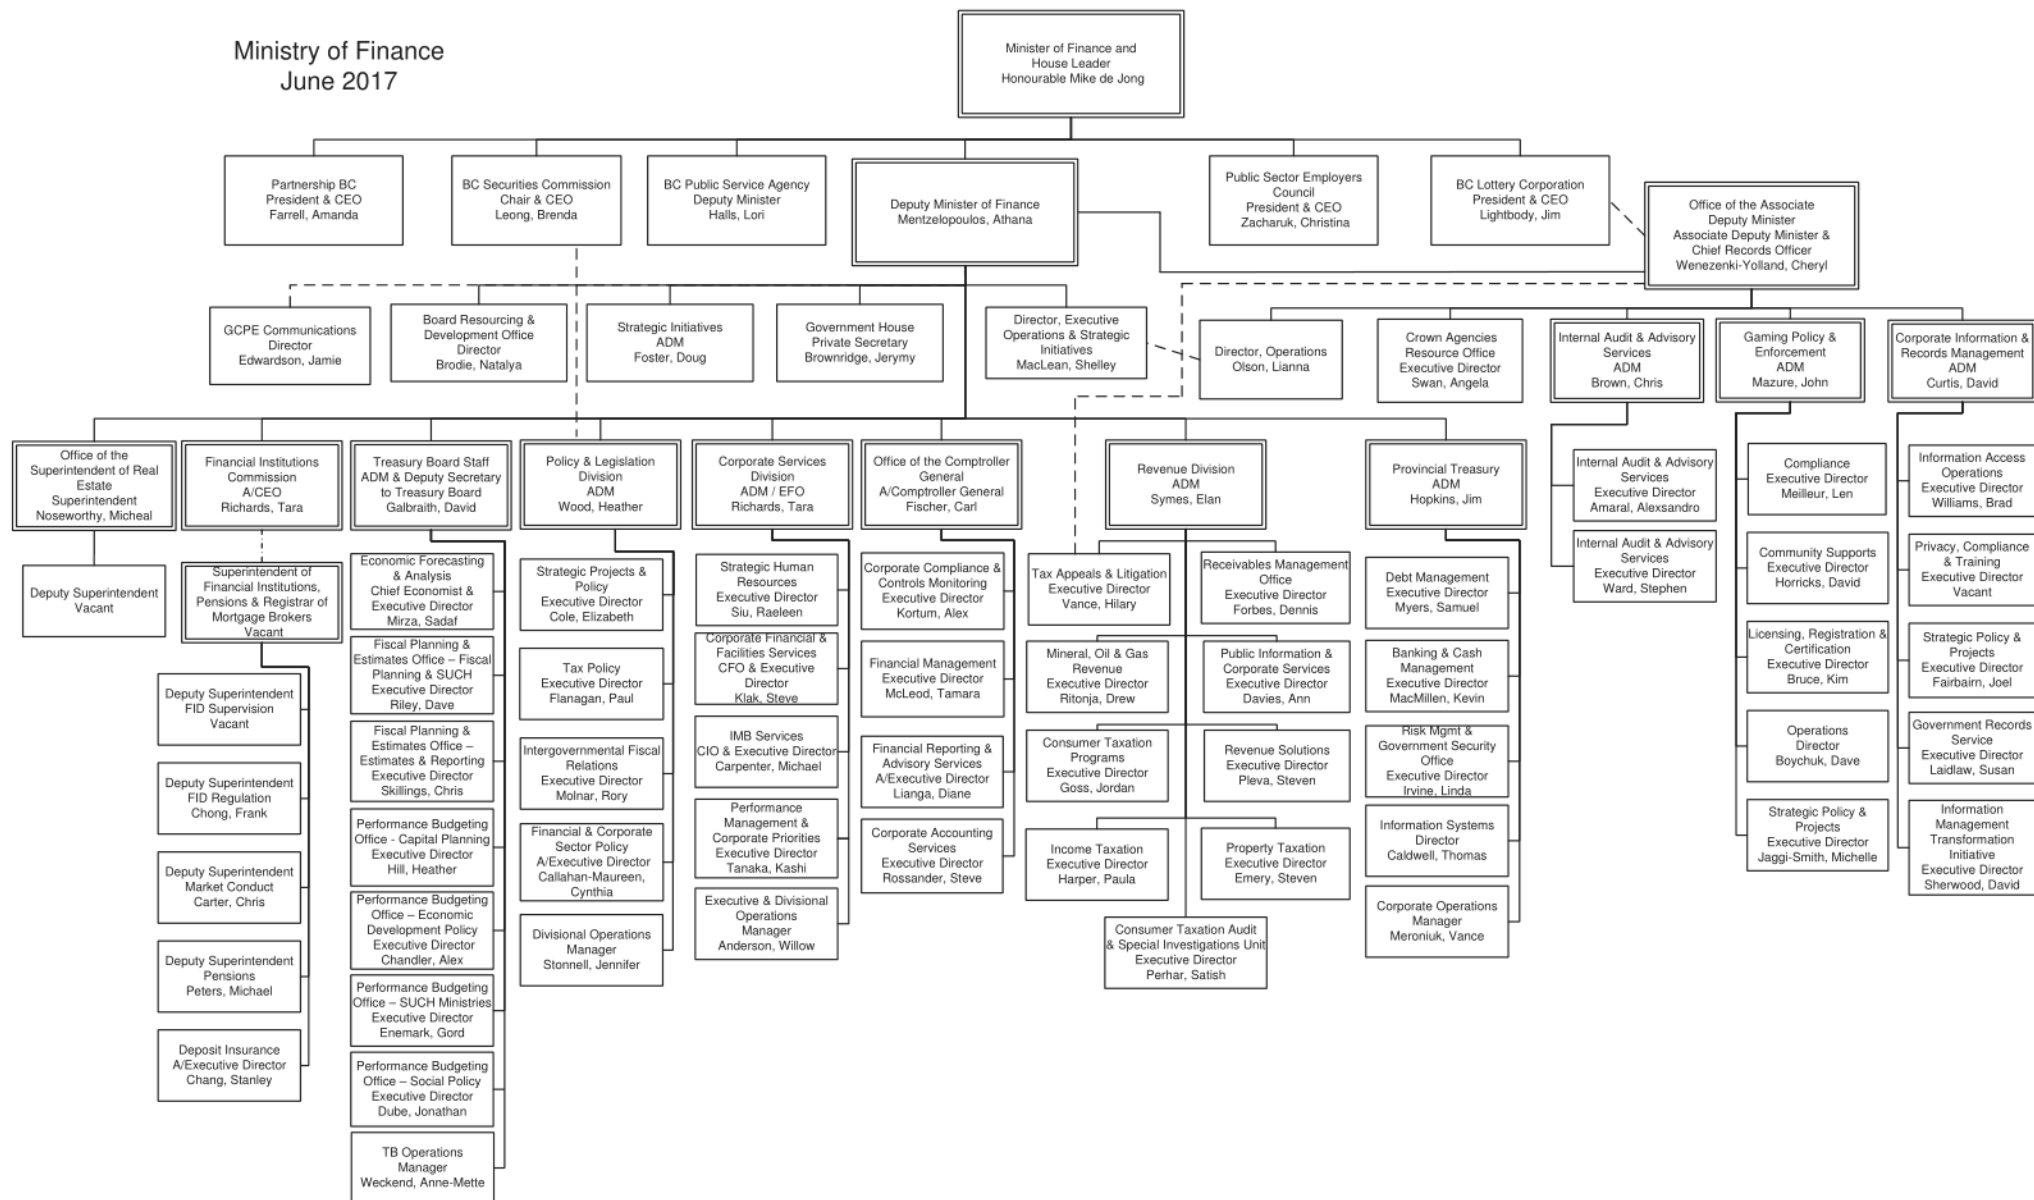 Ministry of Finance
June 2017
Minister of Finance and
House Leader
Honourable Mike de Jong
Partnership BC
President & CEO
Farrell, Amanda
BC Securities Commission
Chair & CEO
Leong, Brenda
BC Public Service Agency
Deputy Minister
Halls, Lori
Deputy Minister of Finance
Mentzelopoulos, Athana
Public Sector Employers
Council
President & CEO
Zacharuk, Christina
BC Lottery Corporation
President & CEO
Lightbody, Jim
Office of the Associate
Deputy Minister
Associate Deputy Minister &
Chief Records Officer
Wenezenki-Yolland, Cheryl
GCPE Communications
Director
Edwardson, Jamie
Board Resourcing &
Development Office
Director
Brodie, Natalya
Strategic Initiatives
ADM
Foster, Doug
Government House
Private Secretary
Brownridge, Jerymy
Director, Executive
Operations & Strategic
Initiatives
MacLean, Shelley
Director, Operations
Olson, Lianna
Crown Agencies
Resource Office
Executive Director
Swan, Angela
Internal Audit & Advisory
Services
ADM
Brown, Chris
Gaming Policy &
Enforcement
ADM
Mazure, John
Corporate Information &
Records Management
ADM
Curtis, David
Office of the
Superintendent of Real
Estate
Superintendent
Noseworthy, Micheal
Financial Institutions
Commission
A/CEO
Richards, Tara
Treasury Board Staff
ADM & Deputy Secretary
to Treasury Board
Galbraith, David
Policy & Legislation
Division
ADM
Wood, Heather
Corporate Services
Division
ADM / EFO
Richards, Tara
Office of the Comptroller
General
A/Comptroller General
Fischer, Carl
Revenue Division
ADM
Symes, Elan
Provincial Treasury
ADM
Hopkins, Jim
Deputy Superintendent
Vacant
Superintendent of
Financial Institutions,
Pensions & Registrar of
Mortgage Brokers
Vacant
Deputy Superintendent
FID Supervision
Vacant
Deputy Superintendent
FID Regulation
Chong, Frank
Deputy Superintendent
Market Conduct
Carter, Chris
Deputy Superintendent
Pensions
Peters, Michael
Deposit Insurance
A/Executive Director
Chang, Stanley
Economic Forecasting
& Analysis
Chief Economist &
Executive Director
Mirza, Sadaf
Fiscal Planning &
Estimates Office – Fiscal
Planning & SUCH
Executive Director
Riley, Dave
Fiscal Planning &
Estimates Office –
Estimates & Reporting
Executive Director
Skillings, Chris
Performance Budgeting
Office - Capital Planning
Executive Director
Hill, Heather
Performance Budgeting
Office – Economic
Development Policy
Executive Director
Chandler, Alex
Performance Budgeting
Office – SUCH Ministries
Executive Director
Enemark, Gord
Performance Budgeting
Office – Social Policy
Executive Director
Dube, Jonathan
TB Operations
Manager
Weckend, Anne-Mette
Strategic Projects &
Policy
Executive Director
Cole, Elizabeth
Tax Policy
Executive Director
Flanagan, Paul
Intergovernmental Fiscal
Relations
Executive Director
Molnar, Rory
Financial & Corporate
Sector Policy
A/Executive Director
Callahan-Maureen,
Cynthia
Divisional Operations
Manager
Stonnell, Jennifer
Strategic Human
Resources
Executive Director
Siu, Raeleen
Corporate Financial &
Facilities Services
CFO & Executive
Director
Klak, Steve
IMB Services
CIO & Executive Director
Carpenter, Michael
Performance
Management &
Corporate Priorities
Executive Director
Tanaka, Kashi
Executive & Divisional
Operations
Manager
Anderson, Willow
Corporate Compliance &
Controls Monitoring
Executive Director
Kortum, Alex
Financial Management
Executive Director
McLeod, Tamara
Financial Reporting &
Advisory Services
A/Executive Director
Lianga, Diane
Corporate Accounting
Services
Executive Director
Rossander, Steve
Tax Appeals & Litigation
Executive Director
Vance, Hilary
Receivables Management
Office
Executive Director
Forbes, Dennis
Mineral, Oil & Gas
Revenue
Executive Director
Ritonja, Drew
Public Information &
Corporate Services
Executive Director
Davies, Ann
Consumer Taxation
Programs
Executive Director
Goss, Jordan
Revenue Solutions
Executive Director
Pleva, Steven
Income Taxation
Executive Director
Harper, Paula
Property Taxation
Executive Director
Emery, Steven
Consumer Taxation Audit
& Special Investigations Unit
Executive Director
Perhar, Satish
Debt Management
Executive Director
Myers, Samuel
Banking & Cash
Management
Executive Director
MacMillen, Kevin
Risk Mgmt &
Government Security
Office
Executive Director
Irvine, Linda
Information Systems
Director
Caldwell, Thomas
Corporate Operations
Manager
Meroniuk, Vance
Internal Audit & Advisory
Services
Executive Director
Amaral, Alexsandro
Internal Audit & Advisory
Services
Executive Director
Ward, Stephen
Compliance
Executive Director
Meilleur, Len
Community Supports
Executive Director
Horricks, David
Licensing, Registration &
Certification
Executive Director
Bruce, Kim
Operations
Director
Boychuk, Dave
Strategic Policy &
Projects
Executive Director
Jaggi-Smith, Michelle
Information Access
Operations
Executive Director
Williams, Brad
Privacy, Compliance
& Training
Executive Director
Vacant
Strategic Policy &
Projects
Executive Director
Fairbairn, Joel
Government Records
Service
Executive Director
Laidlaw, Susan
Information
Management
Transformation
Initiative
Executive Director
Sherwood, David